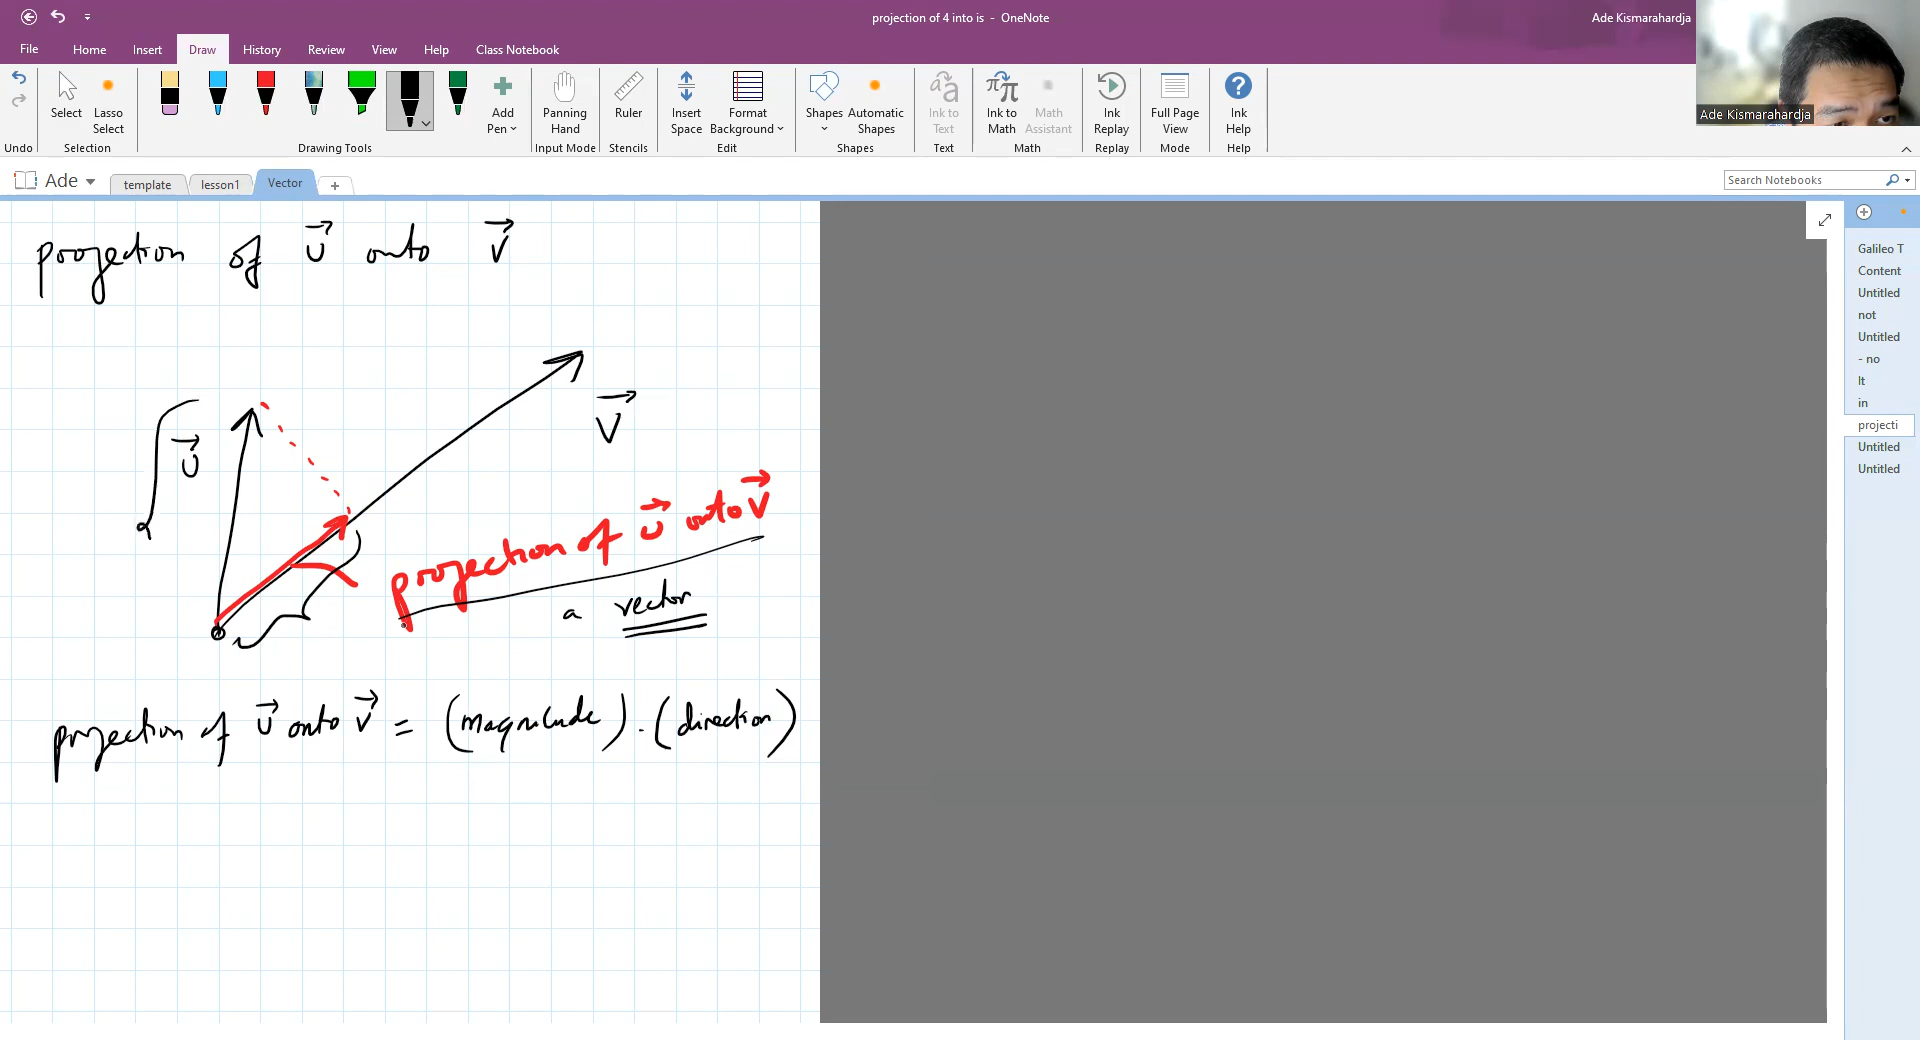 projection of 4 into is - OneNote
Ade Kismarahardja
File Home Insert Draw History Review View Help Class Notebook
Ade Kismarahardja
Undo
Select
Lasso Select
Selection
Add Pen
Drawing Tools
Panning Hand
Input Mode
Ruler
Stencils
Insert Space
Format Background
Edit
Shapes
Automatic Shapes
Shapes
Ink to Text
Text
Ink to Math
Math Assistant
Math
Ink Replay
Replay
Full Page View
Mode
Ink Help
Help
Ade
template
lesson1
Vector
Search Notebooks
projection of u onto v
u
v
projection of u onto v
a vector
projection of u onto v = (magnitude) . (direction)
Galileo T
Content
Untitled
not
Untitled
- no
It
in
projecti
Untitled
Untitled